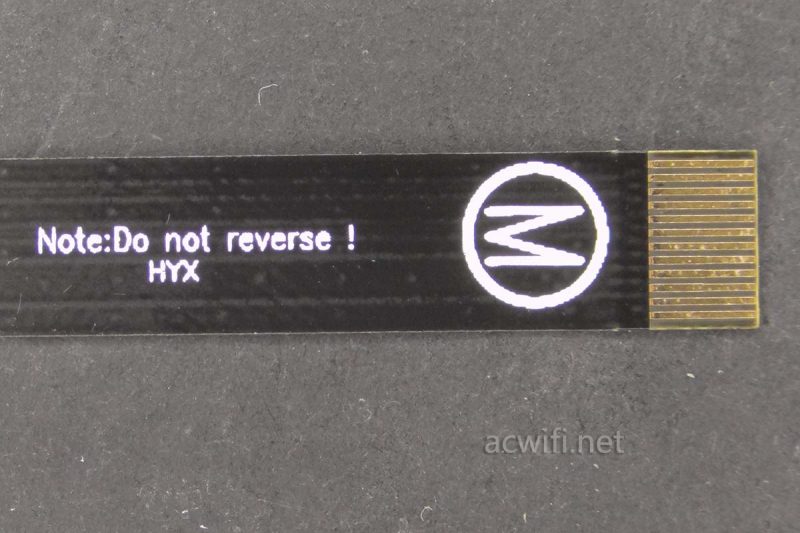 Note:Do not reverse !
HYX
M
acwifi.net